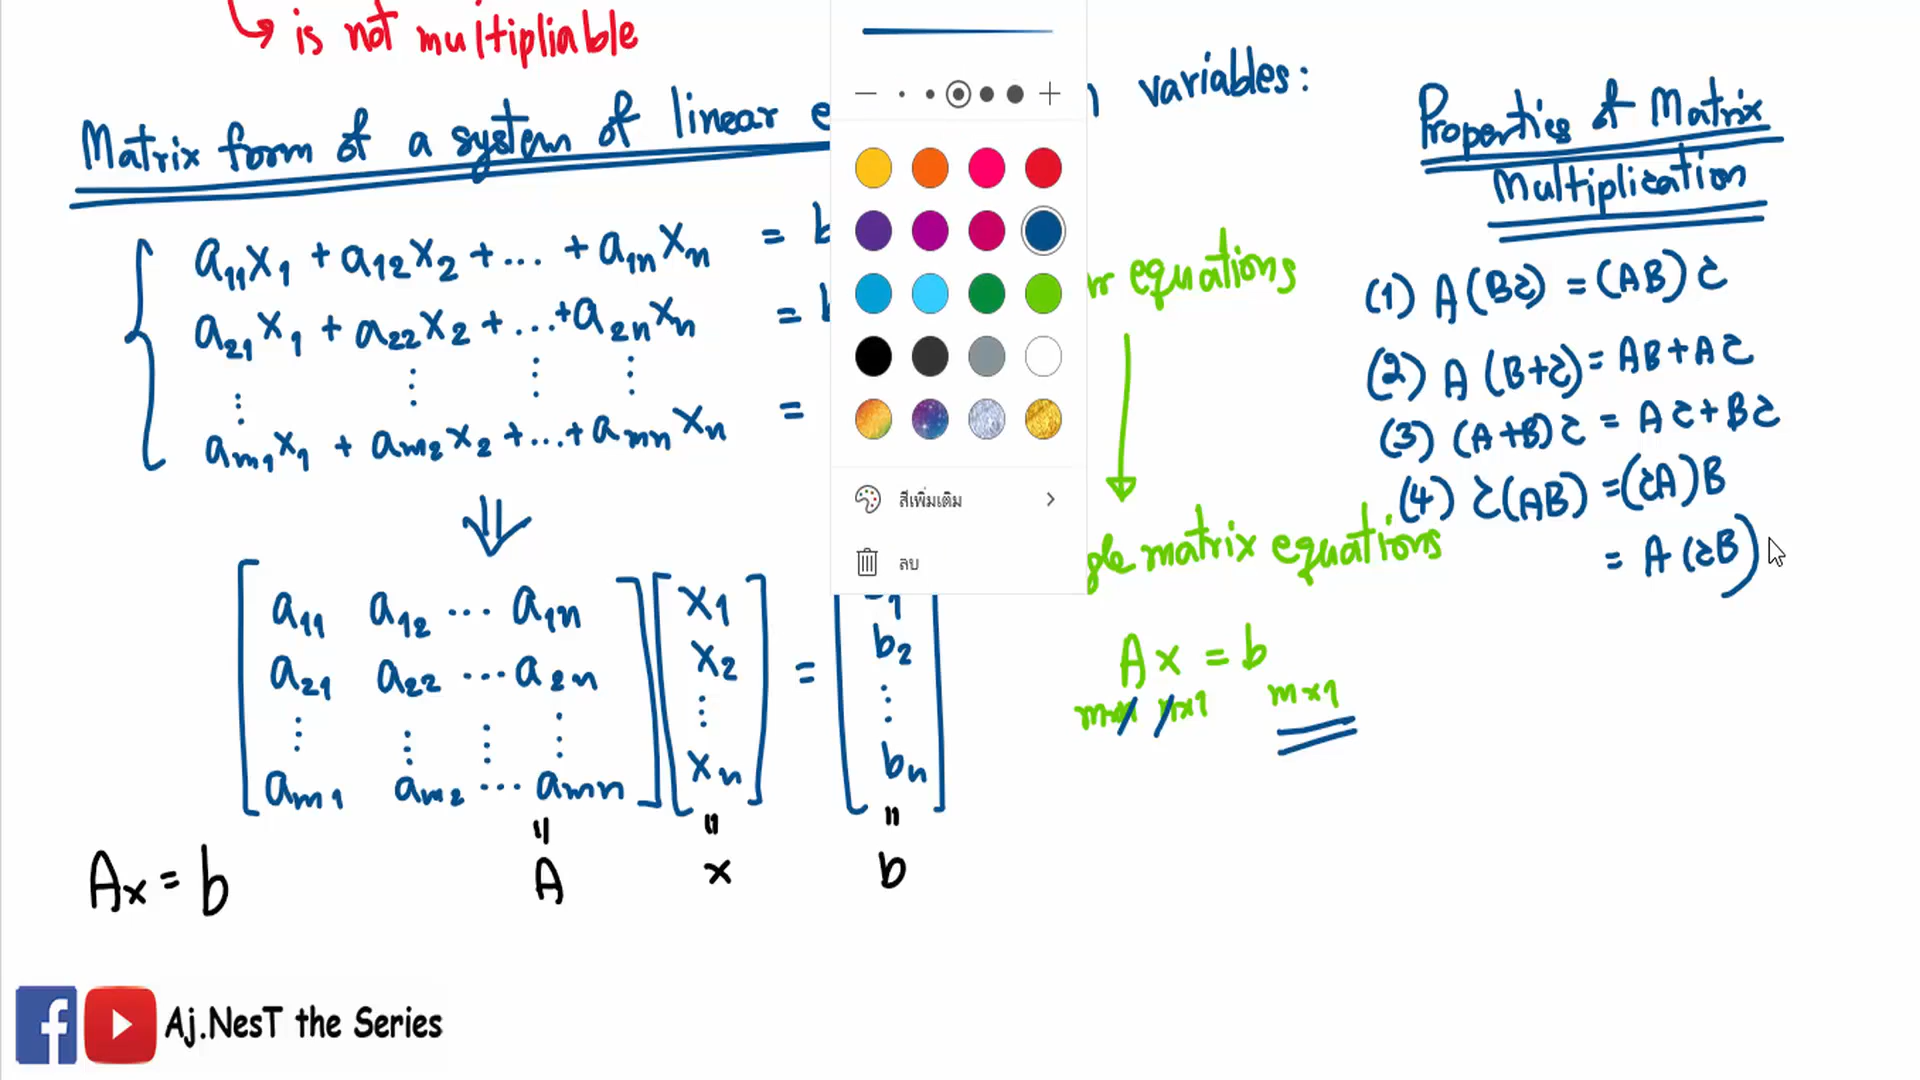 is not multipliable
Matrix form of a system of linear e
variables:
a11x1 + a12x2 + ... + a1nxn = b
a21x1 + a22x2 + ... + a2nxn = b
⋮ ⋮ ⋮ ⋮
am1x1 + am2x2 + ... + amnxn =
⇓
[a11 a12 ... a1n] [x1] = [b1]
[a21 a22 ... a2n] [x2] [b2]
[⋮ ⋮ ⋮ ⋮] [⋮] [⋮]
[am1 am2 ... amn] [xn] [bn]
= = =
A x b
Ax = b
สีเพิ่มเติม
ลบ
equations
matrix equations
Ax = b
m×n n×1 m×1
Properties of Matrix
Multiplication
(1) A(BC) = (AB)C
(2) A(B+C) = AB+AC
(3) (A+B)C = AC+BC
(4) C(AB) = (CA)B
= A(CB)
Aj.NesT the Series